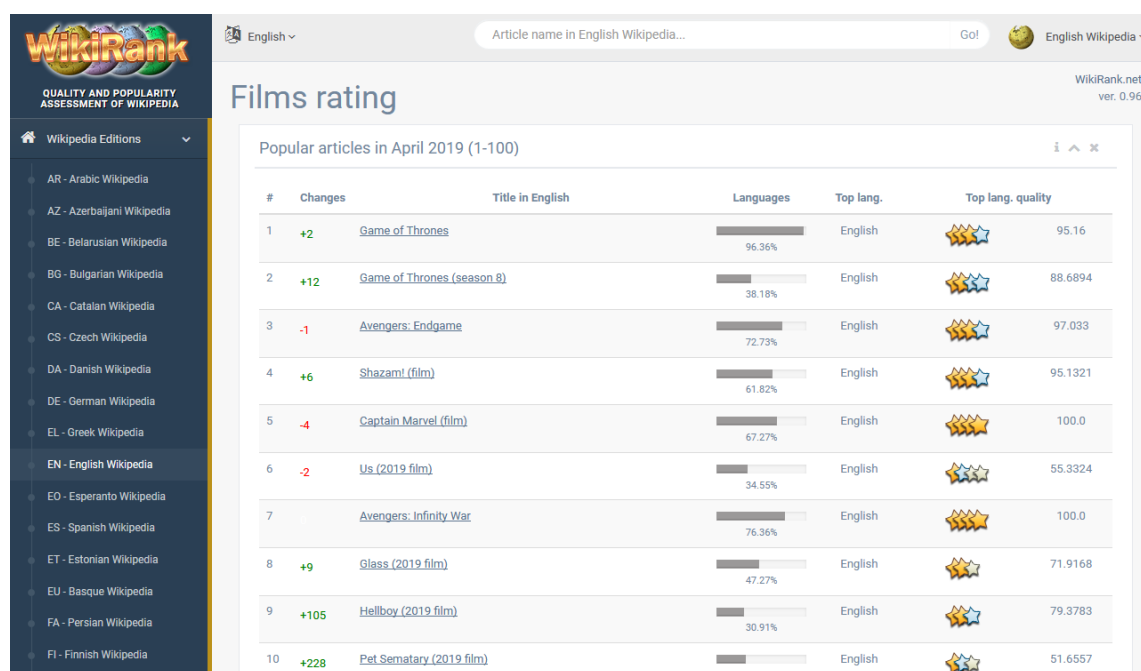 WikiRank
QUALITY AND POPULARITY
ASSESSMENT OF WIKIPEDIA
English
Article name in English Wikipedia...
Go!
English Wikipedia
WikiRank.net
ver. 0.96
Wikipedia Editions
AR - Arabic Wikipedia
AZ - Azerbaijani Wikipedia
BE - Belarusian Wikipedia
BG - Bulgarian Wikipedia
CA - Catalan Wikipedia
CS - Czech Wikipedia
DA - Danish Wikipedia
DE - German Wikipedia
EL - Greek Wikipedia
EN - English Wikipedia
EO - Esperanto Wikipedia
ES - Spanish Wikipedia
ET - Estonian Wikipedia
EU - Basque Wikipedia
FA - Persian Wikipedia
FI - Finnish Wikipedia
Films rating
Popular articles in April 2019 (1-100)
# Changes Title in English Languages Top lang. Top lang. quality
1 +2 Game of Thrones 96.36% English 95.16
2 +12 Game of Thrones (season 8) 38.18% English 88.6894
3 -1 Avengers: Endgame 72.73% English 97.033
4 +6 Shazam! (film) 61.82% English 95.1321
5 -4 Captain Marvel (film) 67.27% English 100.0
6 -2 Us (2019 film) 34.55% English 55.3324
7 Avengers: Infinity War 76.36% English 100.0
8 +9 Glass (2019 film) 47.27% English 71.9168
9 +105 Hellboy (2019 film) 30.91% English 79.3783
10 +228 Pet Sematary (2019 film) English 51.6557